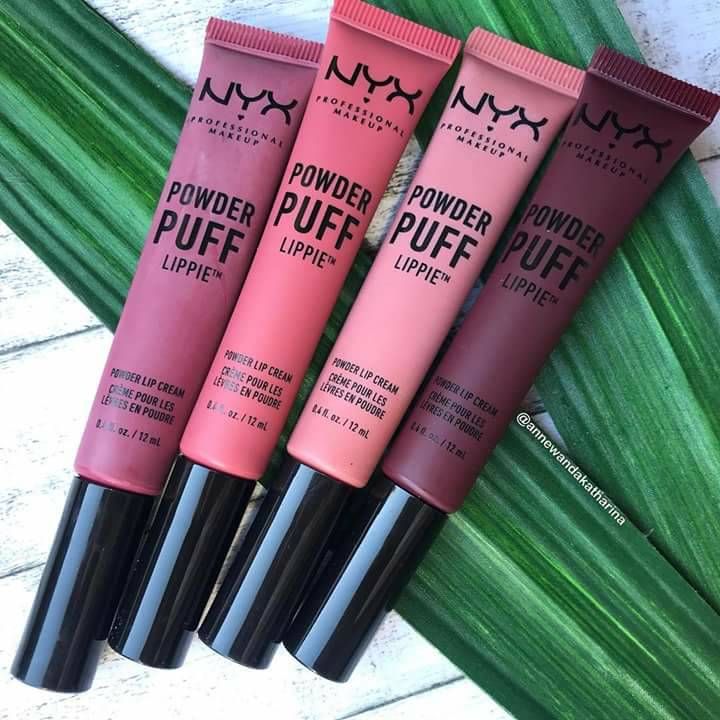 NYX
PROFESSIONAL
MAKEUP
POWDER
PUFF
LIPPIE™
POWDER LIP CREAM
CRÈME POUR LES
LÈVRES EN POUDRE
0.4 fl. oz. / 12 mL
NYX
PROFESSIONAL
MAKEUP
POWDER
PUFF
LIPPIE™
POWDER LIP CREAM
CRÈME POUR LES
LÈVRES EN POUDRE
0.4 fl. oz. / 12 mL
NYX
PROFESSIONAL
MAKEUP
POWDER
PUFF
LIPPIE™
POWDER LIP CREAM
CRÈME POUR LES
LÈVRES EN POUDRE
0.4 fl. oz. / 12 mL
NYX
PROFESSIONAL
MAKEUP
POWDER
PUFF
LIPPIE™
POWDER LIP CREAM
CRÈME POUR LES
LÈVRES EN POUDRE
0.4 fl. oz. / 12 mL
@annewandakatharina